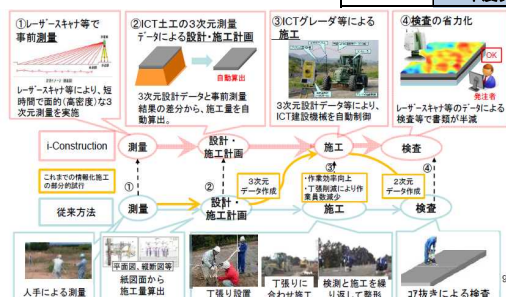 ①レーザースキャナ等で
事前測量
レーザースキャナ等により、短
時間で面的(高密度)な3
次元測量を実施
②ICT土工の3次元測量
データによる設計・施工計画
自動算出
3次元設計データと事前測量
結果の差分から、施工量を自
動算出。
③ICTグレーダ等による
施工
3次元設計データ等により、
ICT建設機械を自動制御
④検査の省力化
OK
発注者
レーザースキャナ等のデータによる
検査等で書類が半減
i-Construction
測量
設計・
施工計画
施工
検査
これまでの情報化施工
の部分的試行
①
②
3次元
データ作成
③
・作業効率向上
・丁張削減により作
業員数減少
2次元
データ作成
④
従来方法
測量
設計・
施工計画
施工
検査
人手による測量
平面図、縦断図等
紙図面から
施工量算出
丁張り設置
丁張りに
合わせ施工
検測と施工を繰
り返して整形
コア抜きによる検査
9